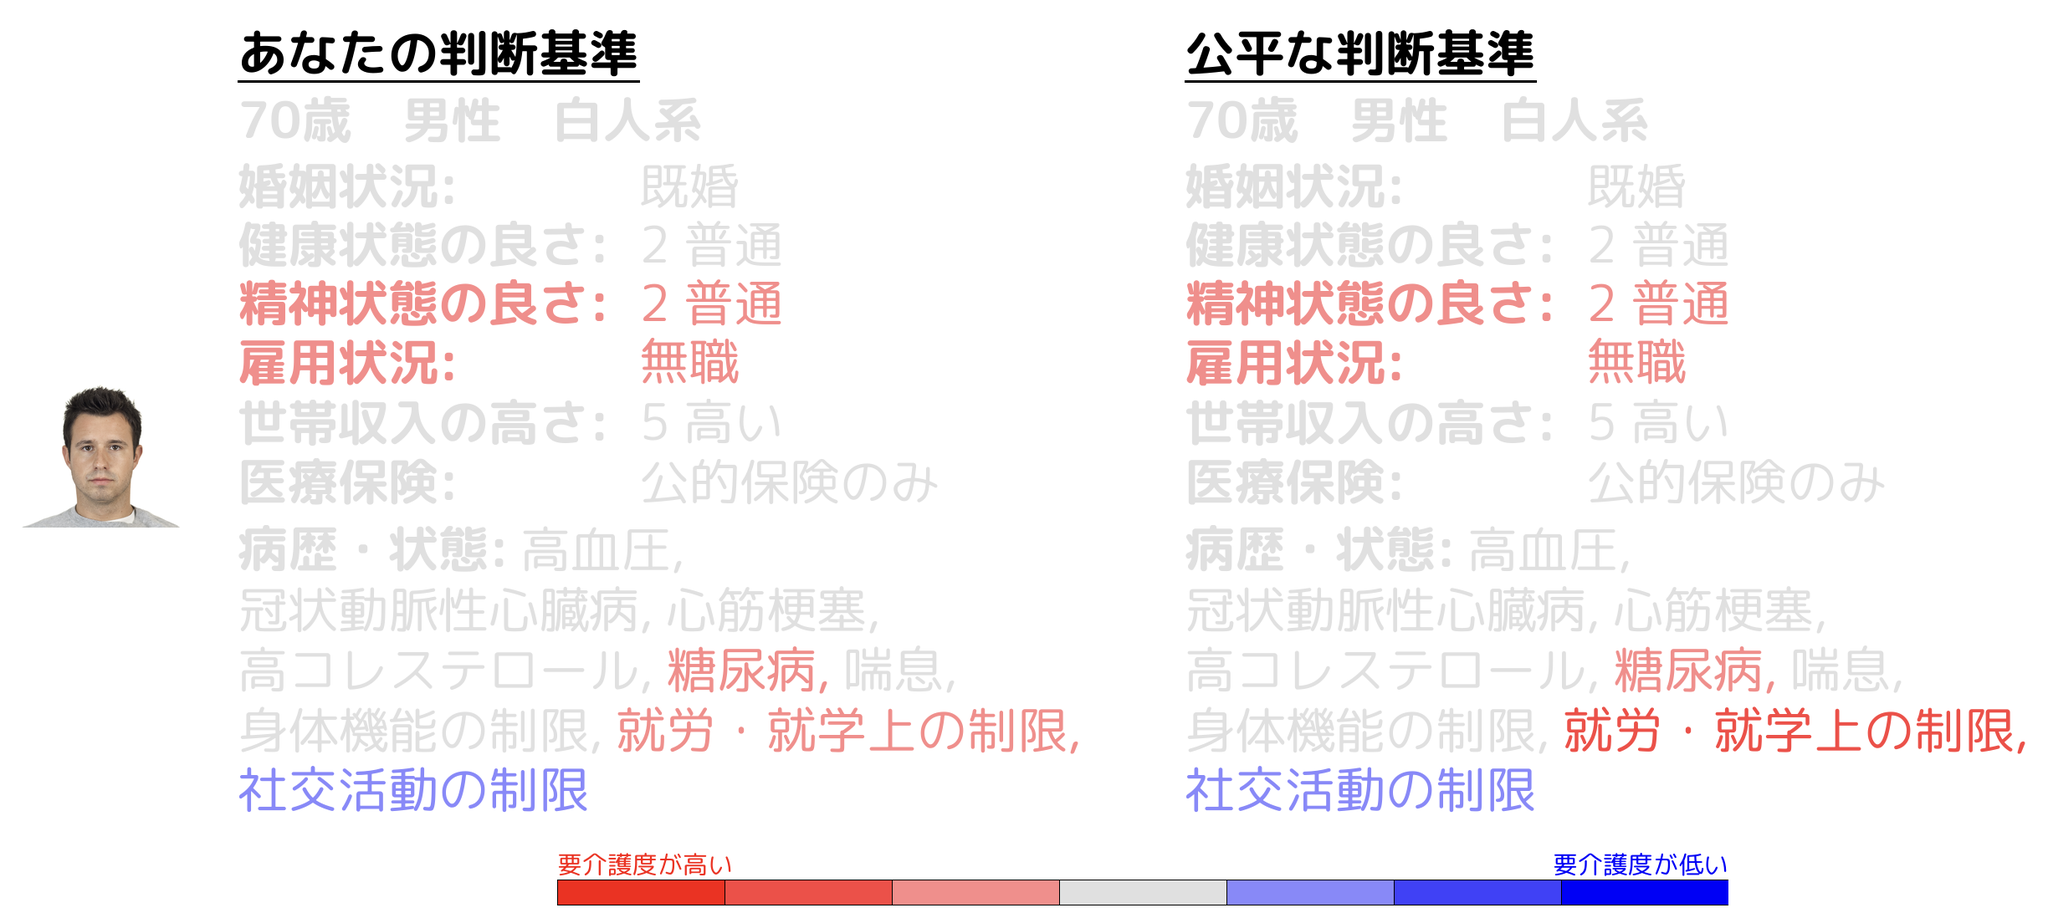 あなたの判断基準
70歳 男性 白人系
婚姻状況: 既婚
健康状態の良さ: 2 普通
精神状態の良さ: 2 普通
雇用状況: 無職
世帯収入の高さ: 5 高い
医療保険: 公的保険のみ
病歴・状態: 高血圧,
冠状動脈性心臓病, 心筋梗塞,
高コレステロール, 糖尿病, 喘息,
身体機能の制限, 就労・就学上の制限,
社交活動の制限
公平な判断基準
70歳 男性 白人系
婚姻状況: 既婚
健康状態の良さ: 2 普通
精神状態の良さ: 2 普通
雇用状況: 無職
世帯収入の高さ: 5 高い
医療保険: 公的保険のみ
病歴・状態: 高血圧,
冠状動脈性心臓病, 心筋梗塞,
高コレステロール, 糖尿病, 喘息,
身体機能の制限, 就労・就学上の制限,
社交活動の制限
要介護度が高い 要介護度が低い